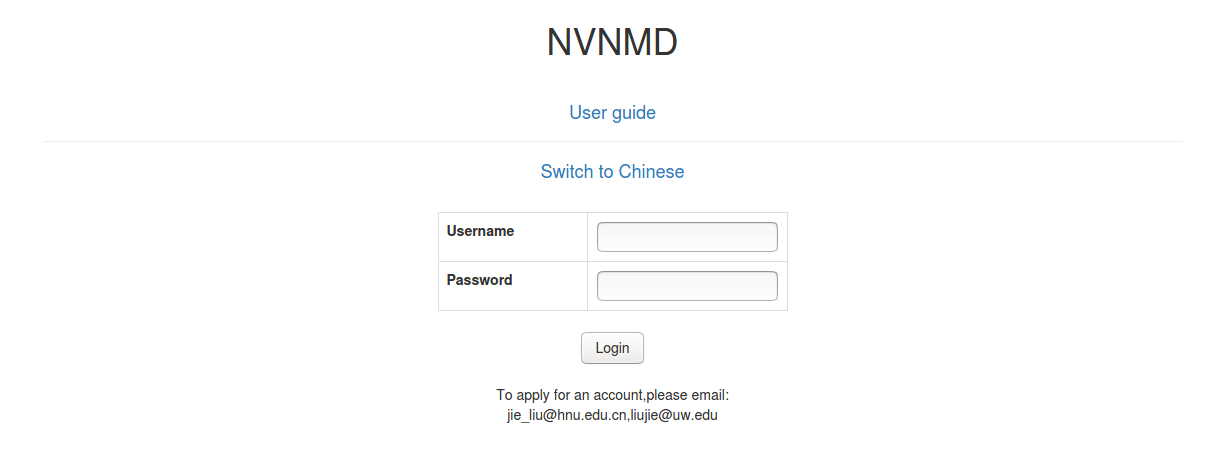 NVNMD
User guide
Switch to Chinese
Username
Password
Login
To apply for an account,please email:
jie_liu@hnu.edu.cn,liujie@uw.edu